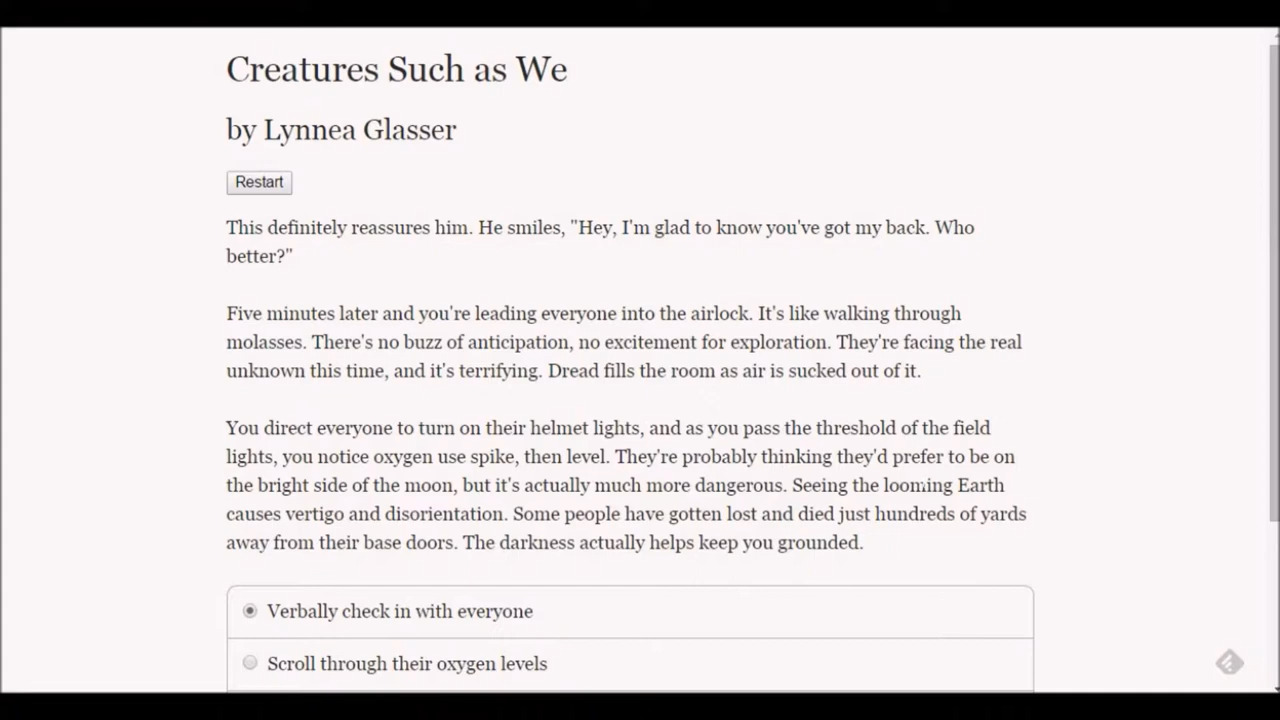 Creatures Such as We
by Lynnea Glasser
Restart
This definitely reassures him. He smiles, "Hey, I'm glad to know you've got my back. Who
better?"
Five minutes later and you're leading everyone into the airlock. It's like walking through
molasses. There's no buzz of anticipation, no excitement for exploration. They're facing the real
unknown this time, and it's terrifying. Dread fills the room as air is sucked out of it.
You direct everyone to turn on their helmet lights, and as you pass the threshold of the field
lights, you notice oxygen use spike, then level. They're probably thinking they'd prefer to be on
the bright side of the moon, but it's actually much more dangerous. Seeing the looming Earth
causes vertigo and disorientation. Some people have gotten lost and died just hundreds of yards
away from their base doors. The darkness actually helps keep you grounded.
Verbally check in with everyone
Scroll through their oxygen levels